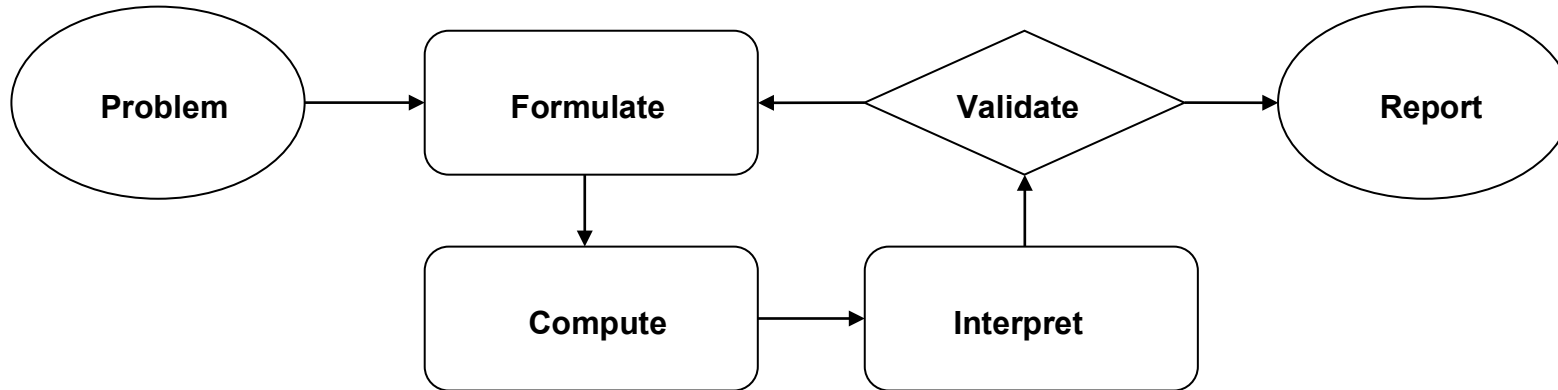 Problem
Formulate
Validate
Report
Compute
Interpret